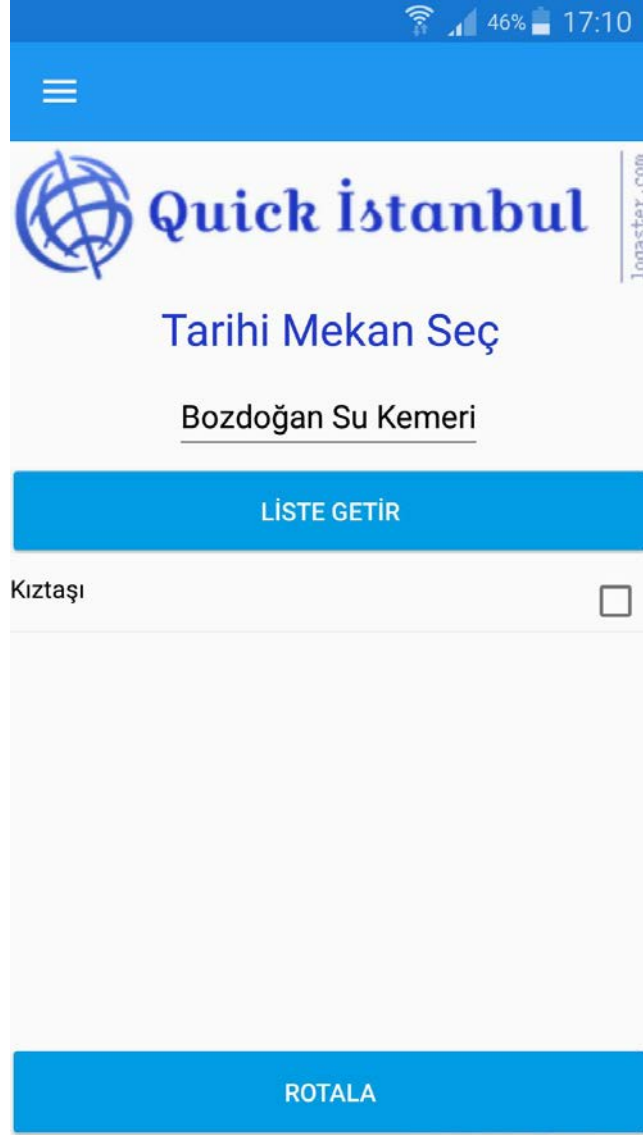 46% 17:10
Quick İstanbul
logaster.com
Tarihi Mekan Seç
Bozdoğan Su Kemeri
LİSTE GETİR
Kıztaşı
ROTALA